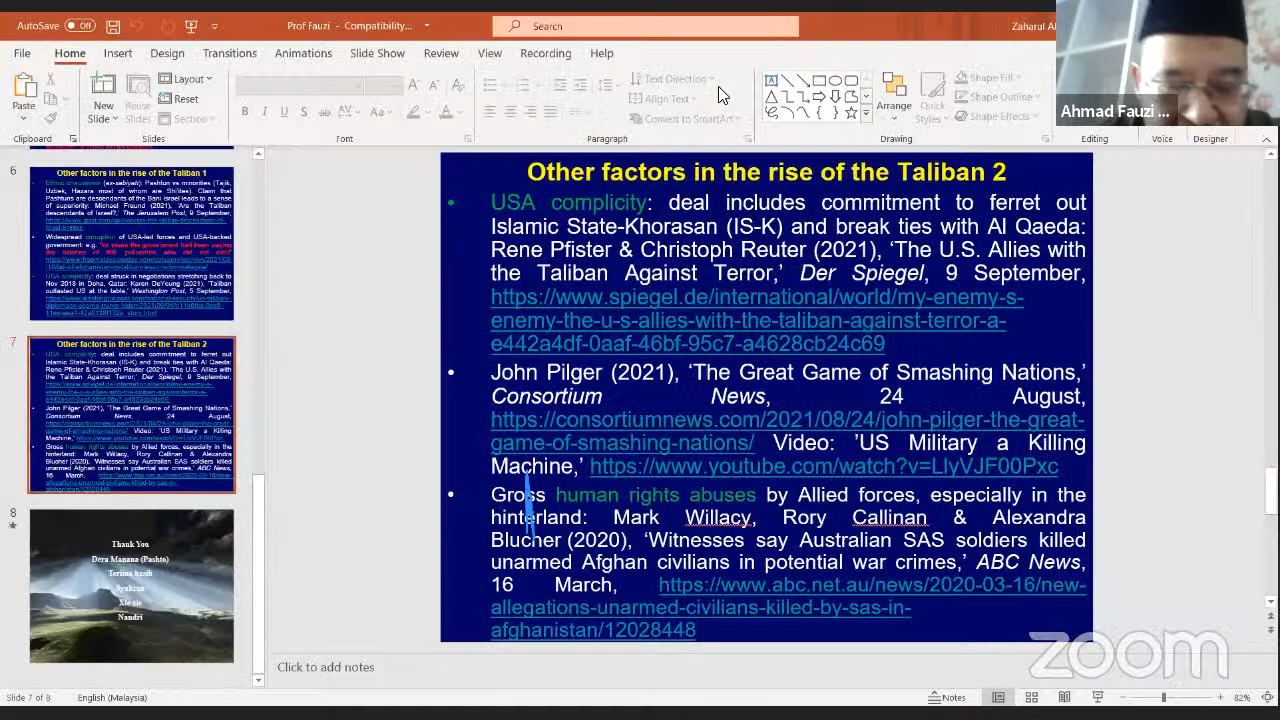 AutoSave Off Prof Fauzi - Compatibility... Search Zaharul A
File Home Insert Design Transitions Animations Slide Show Review View Recording Help
Paste New Slide Reuse Slides Layout Reset Section
Text Direction Align Text Convert to SmartArt
Arrange Quick Styles Shape Fill Shape Outline Shape Effects
Ahmad Fauzi ...
Clipboard Slides Font Paragraph Drawing Editing Voice Designer
6
Other factors in the rise of the Taliban 1
7
Other factors in the rise of the Taliban 2
8
Thank You
Dera Manana (Pashto)
Terima kasih
Syukran
Xie xie
Nandri
Other factors in the rise of the Taliban 2
• USA complicity: deal includes commitment to ferret out
Islamic State-Khorasan (IS-K) and break ties with Al Qaeda:
Rene Pfister & Christoph Reuter (2021), 'The U.S. Allies with
the Taliban Against Terror,' Der Spiegel, 9 September,
https://www.spiegel.de/international/world/my-enemy-s-
enemy-the-u-s-allies-with-the-taliban-against-terror-a-
e442a4df-0aaf-46bf-95c7-a4628cb24c69
• John Pilger (2021), 'The Great Game of Smashing Nations,'
Consortium News, 24 August,
https://consortiumnews.com/2021/08/24/john-pilger-the-great-
game-of-smashing-nations/ Video: 'US Military a Killing
Machine,' https://www.youtube.com/watch?v=LIyVJF00Pxc
• Gross human rights abuses by Allied forces, especially in the
hinterland: Mark Willacy, Rory Callinan & Alexandra
Blucher (2020), 'Witnesses say Australian SAS soldiers killed
unarmed Afghan civilians in potential war crimes,' ABC News,
16 March, https://www.abc.net.au/news/2020-03-16/new-
allegations-unarmed-civilians-killed-by-sas-in-
afghanistan/12028448
zoom
Click to add notes
Slide 7 of 8 English (Malaysia) Notes 82%